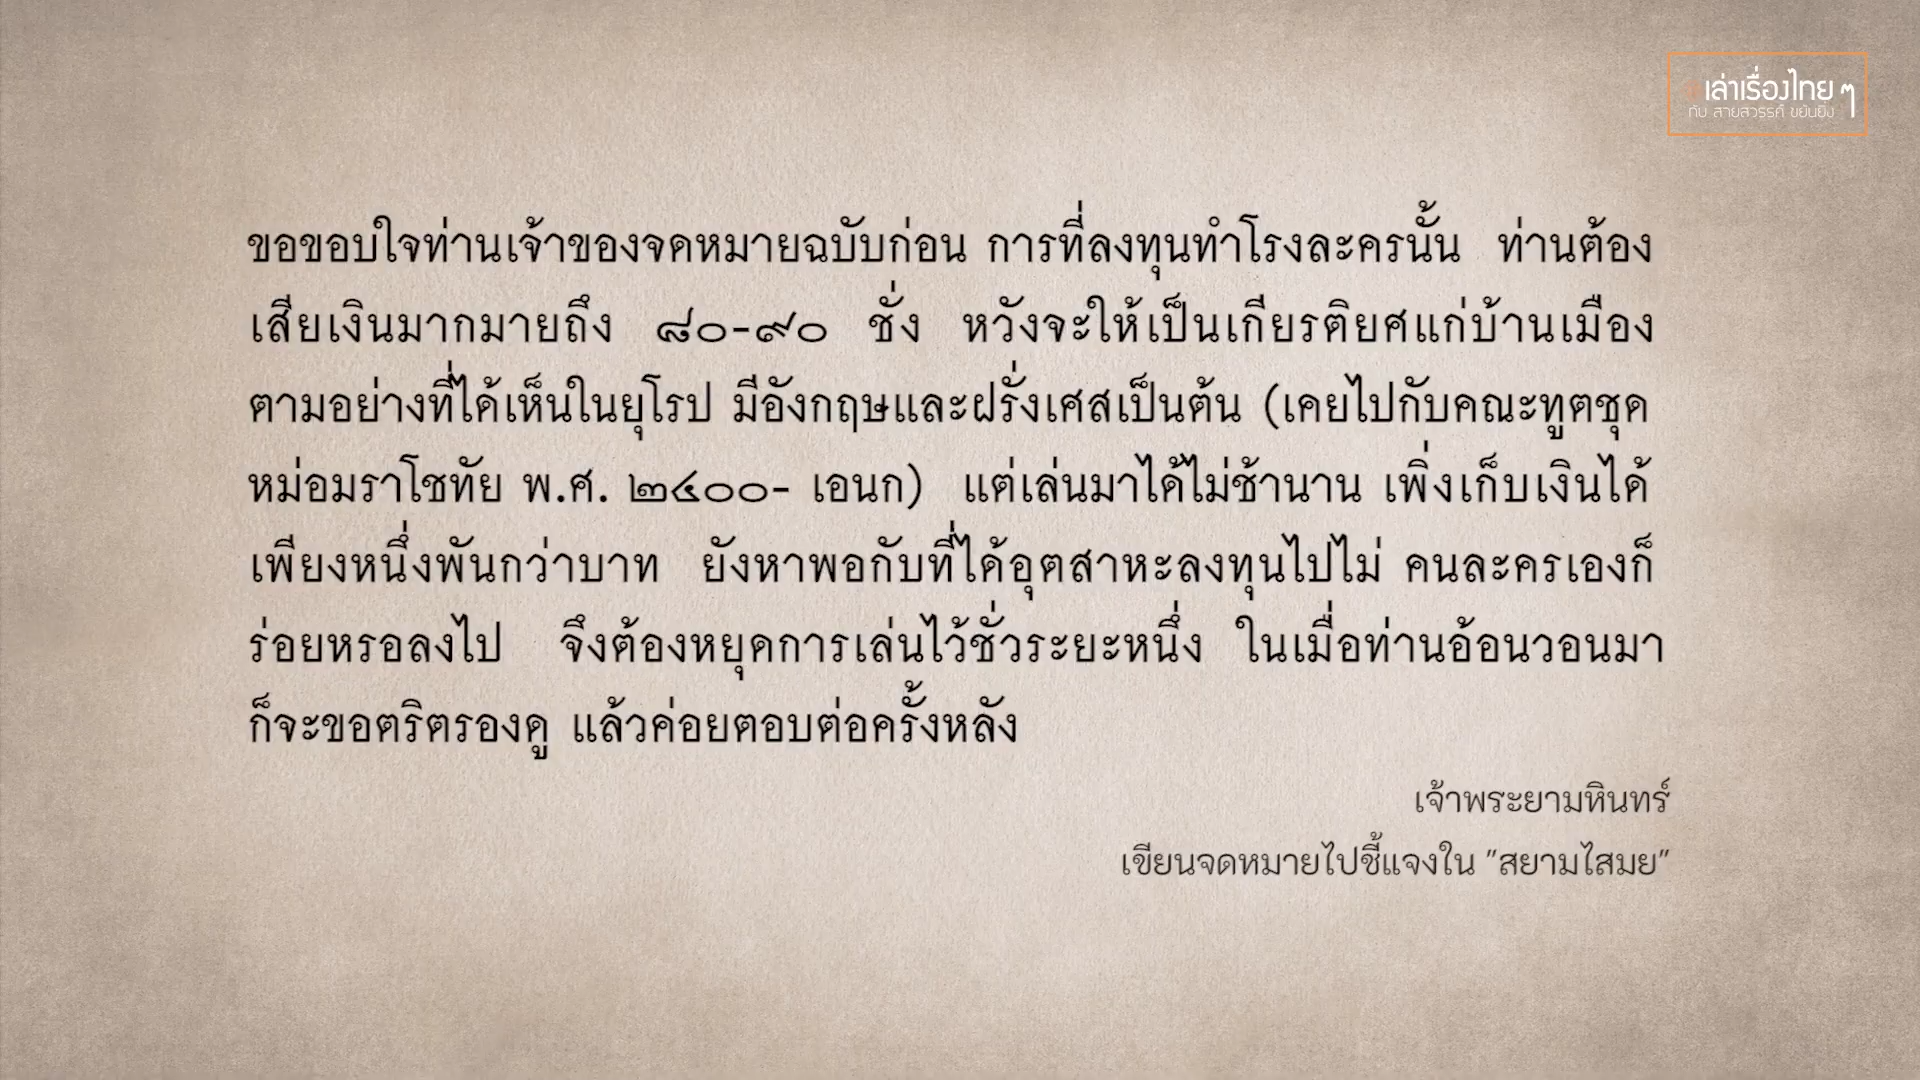 เล่าเรื่องไทย ๆ
กับ สายสวรรค์ ขยันยิ่ง
ขอขอบใจท่านเจ้าของจดหมายฉบับก่อน การที่ลงทุนทำโรงละครนั้น ท่านต้อง
เสียเงินมากมายถึง ๘๐-๙๐ ชั่ง หวังจะให้เป็นเกียรติยศแก่บ้านเมือง
ตามอย่างที่ได้เห็นในยุโรป มีอังกฤษและฝรั่งเศสเป็นต้น (เคยไปกับคณะทูตชุด
หม่อมราโชทัย พ.ศ. ๒๔๐๐- เอนก) แต่เล่นมาได้ไม่ช้านาน เพิ่งเก็บเงินได้
เพียงหนึ่งพันกว่าบาท ยังหาพอกับที่ได้อุตสาหะลงทุนไปไม่ คนละครเองก็
ร่อยหรอลงไป จึงต้องหยุดการเล่นไว้ชั่วระยะหนึ่ง ในเมื่อท่านอ้อนวอนมา
ก็จะขอตริตรองดู แล้วค่อยตอบต่อครั้งหลัง
เจ้าพระยามหินทร์
เขียนจดหมายไปชี้แจงใน "สยามไสมย"